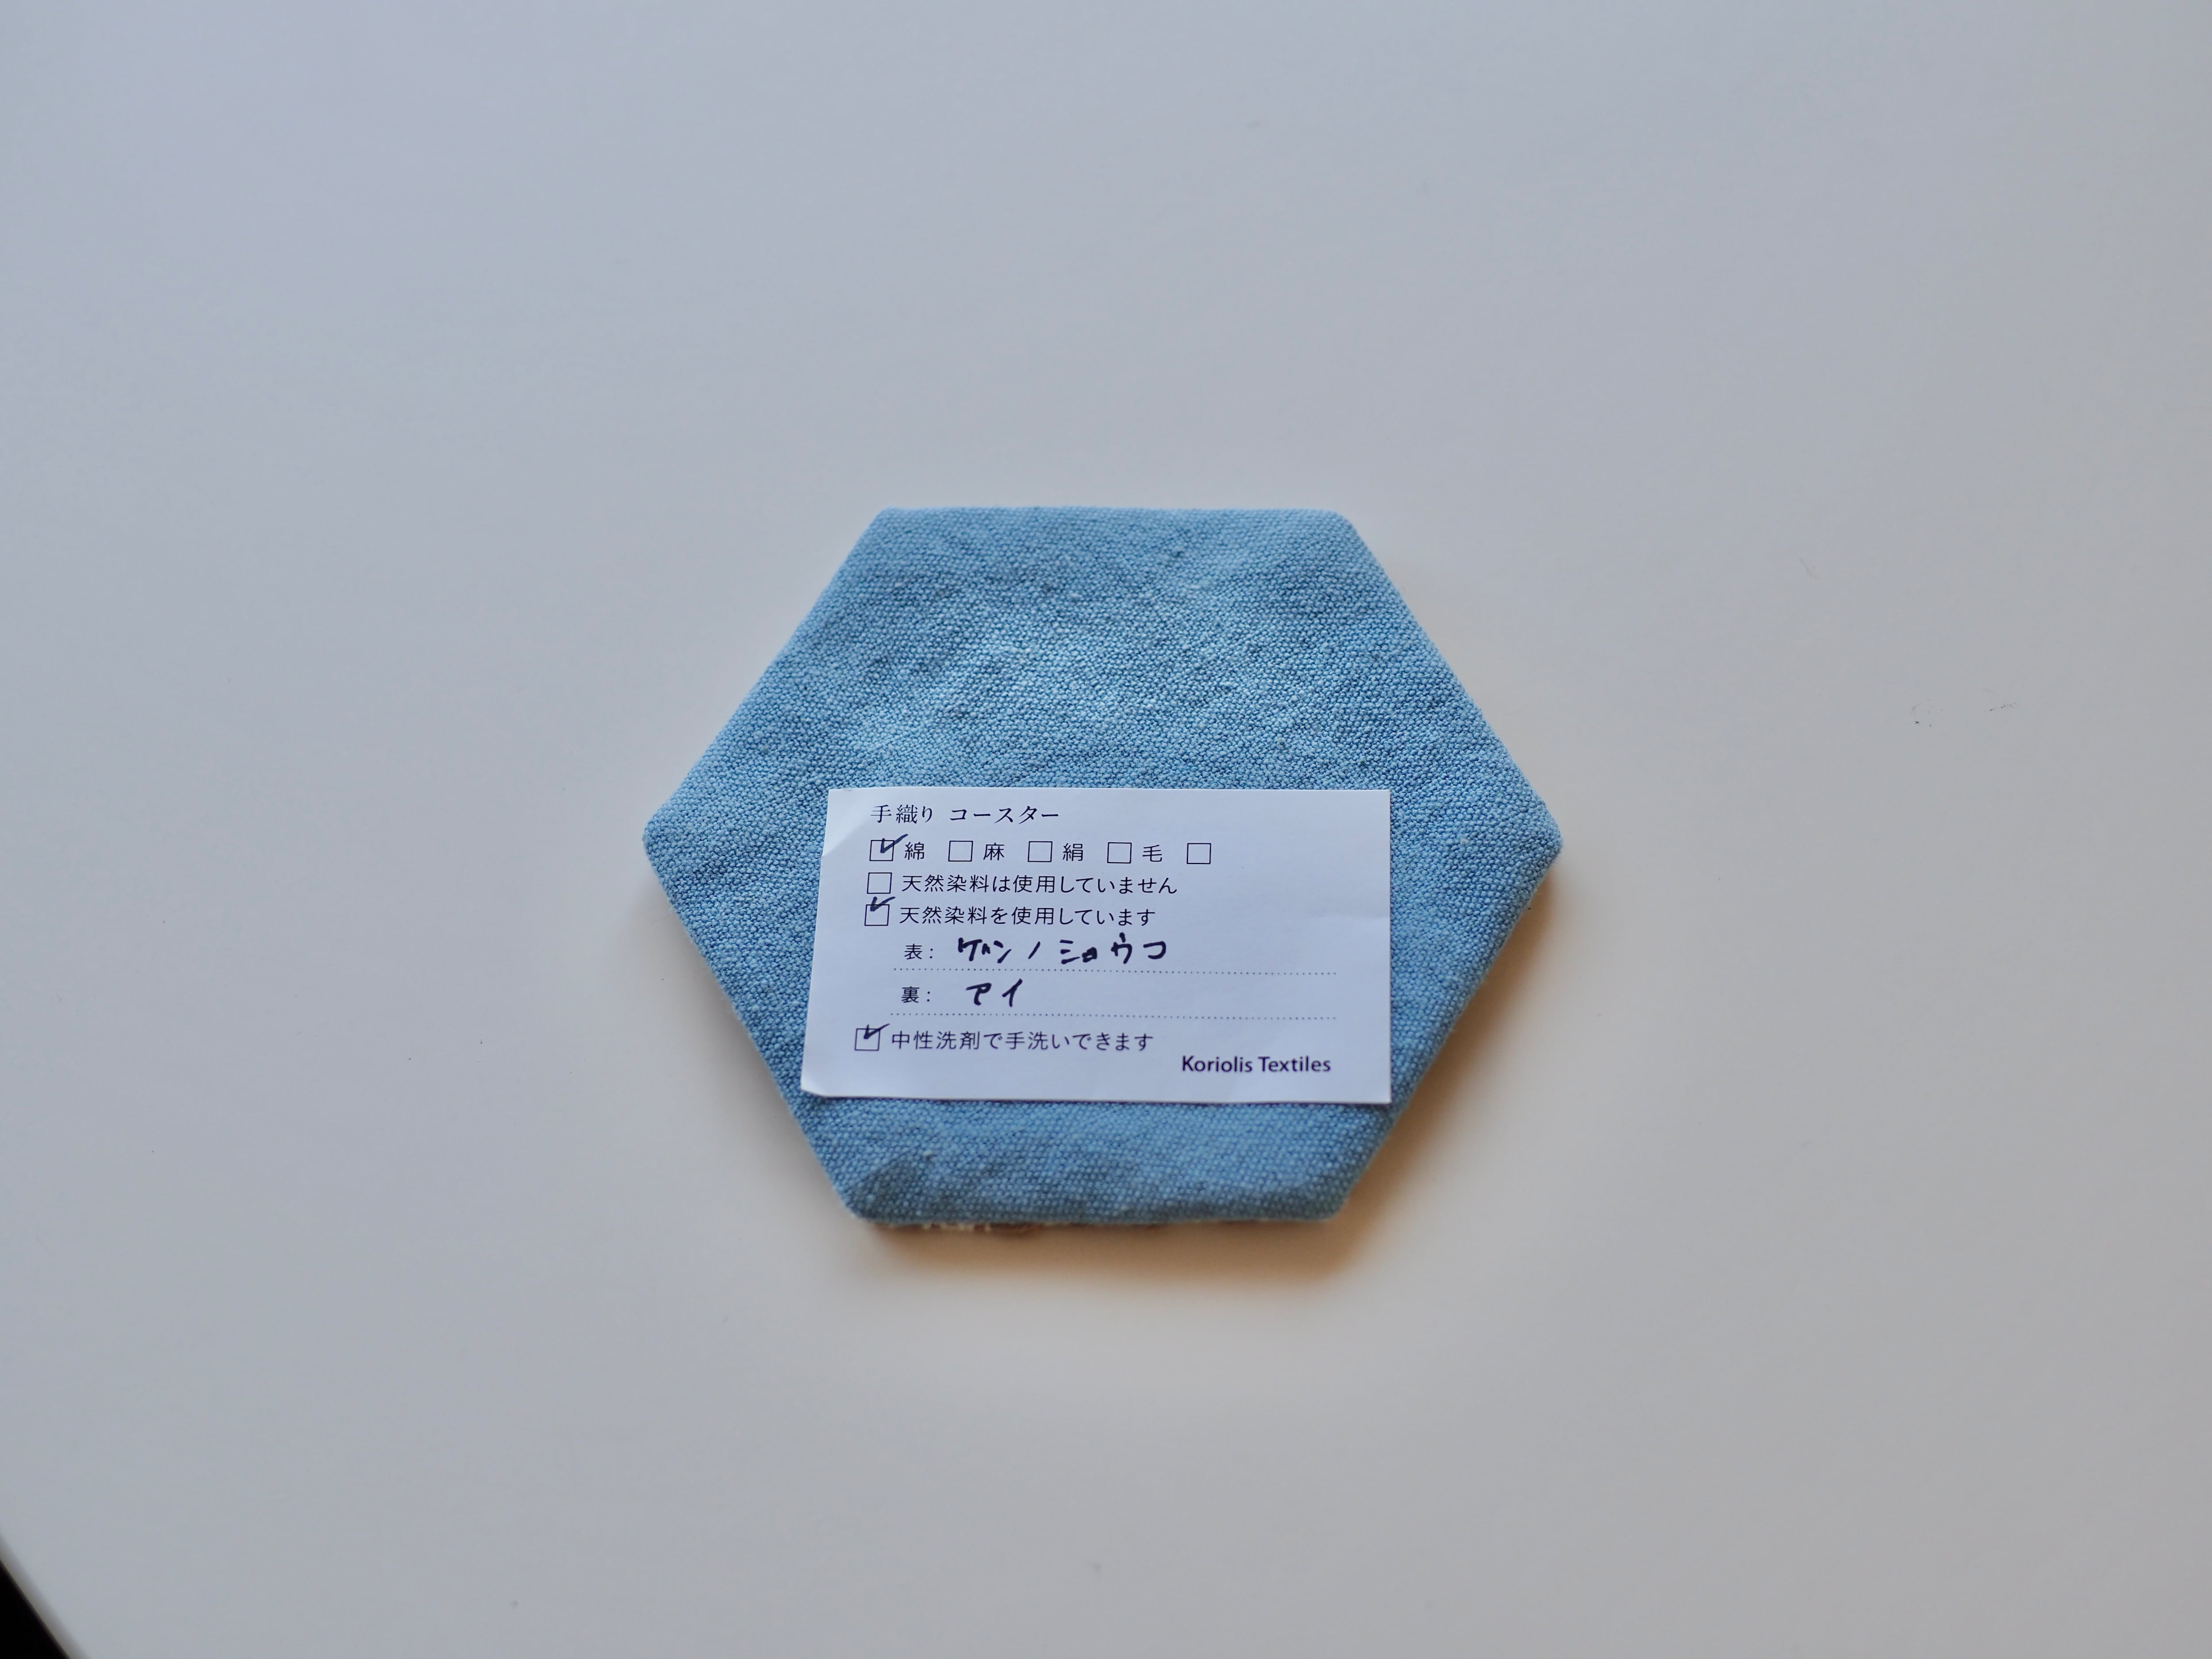 手織り コースター
☑ 綿 ☐ 麻 ☐ 絹 ☐ 毛 ☐
☐ 天然染料は使用していません
☑ 天然染料を使用しています
表: ゲンノショウコ
裏: アイ
☑ 中性洗剤で手洗いできます
Koriolis Textiles